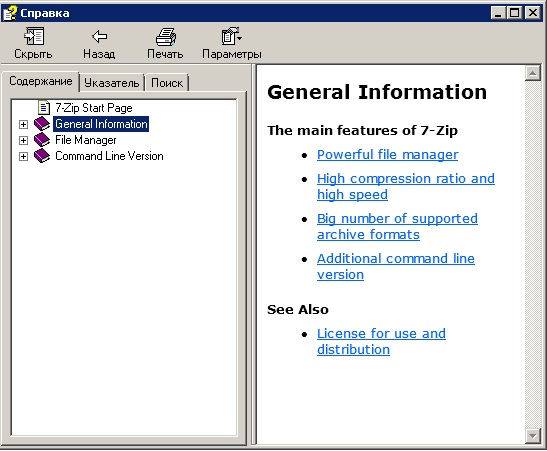 Справка
Скрыть Назад Печать Параметры
Содержание Указатель Поиск
7-Zip Start Page
General Information
File Manager
Command Line Version
General Information
The main features of 7-Zip
Powerful file manager
High compression ratio and
high speed
Big number of supported
archive formats
Additional command line
version
See Also
License for use and
distribution